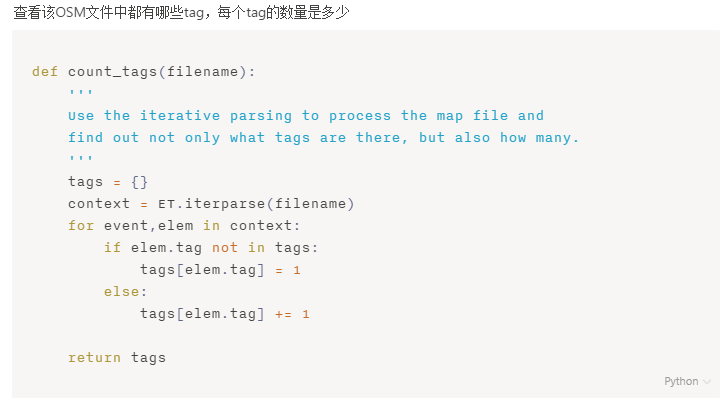 查看该OSM文件中都有哪些tag，每个tag的数量是多少
def count_tags(filename):
    '''
    Use the iterative parsing to process the map file and
    find out not only what tags are there, but also how many.
    '''
    tags = {}
    context = ET.iterparse(filename)
    for event,elem in context:
        if elem.tag not in tags:
            tags[elem.tag] = 1
        else:
            tags[elem.tag] += 1
    return tags
Python